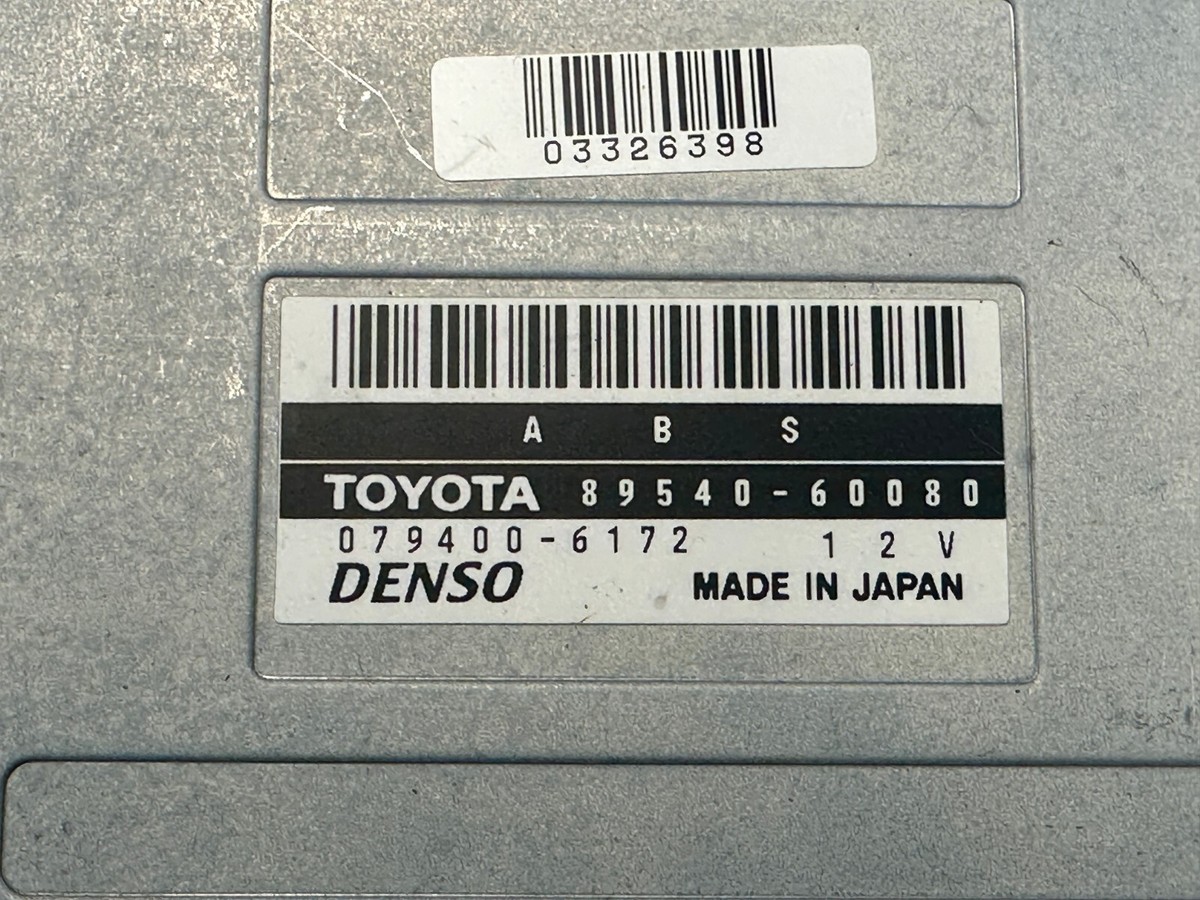 03326398
A B S
TOYOTA 89540-60080
079400-6172 12V
DENSO MADE IN JAPAN